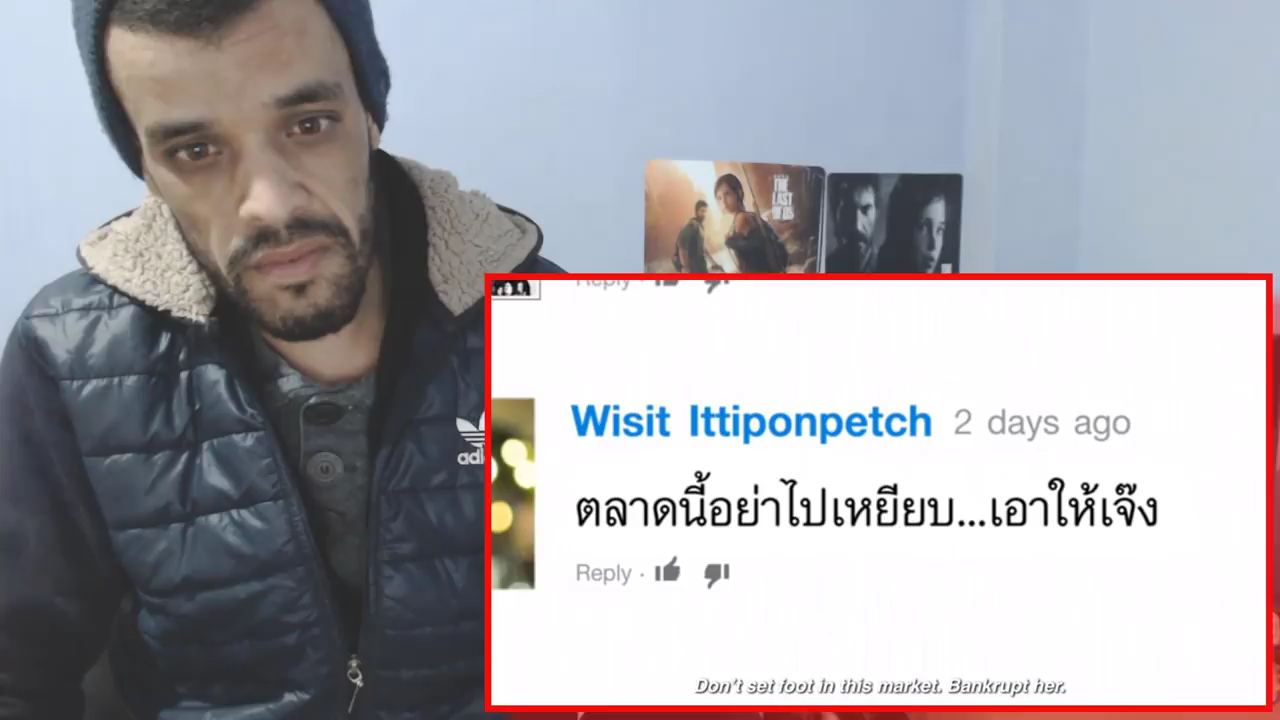 THE
LAST
OF US
Reply ·
Wisit Ittiponpetch 2 days ago
ตลาดนี้อย่าไปเหยียบ...เอาให้เจ๊ง
Reply ·
Don't set foot in this market. Bankrupt her.